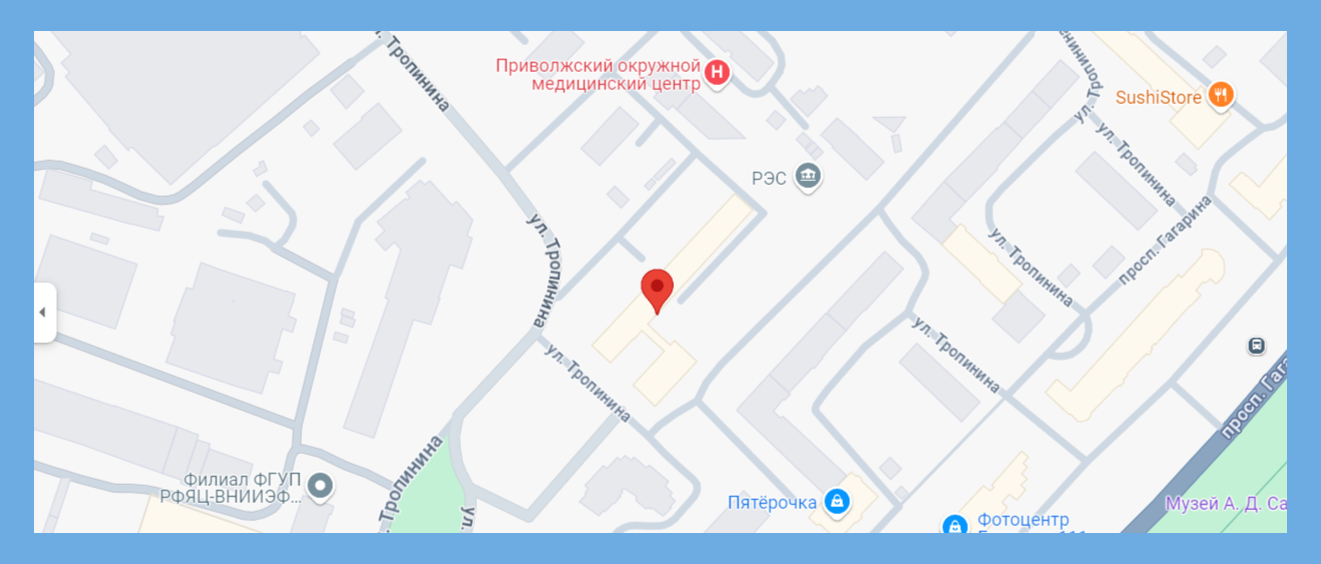 ул. Тропинина
Приволжский окружной
медицинский центр
SushiStore
ул. Тропинина
ул. Тропинина
РЭС
ул. Тропинина
просп. Гагарина
ул. Тропинина
ул. Тропинина
ул. Тропинина
просп. Гага
Тропинина
Филиал ФГУП
РФЯЦ-ВНИИЭФ...
Пятёрочка
Музей А. Д. Са
ул.
Фотоцентр